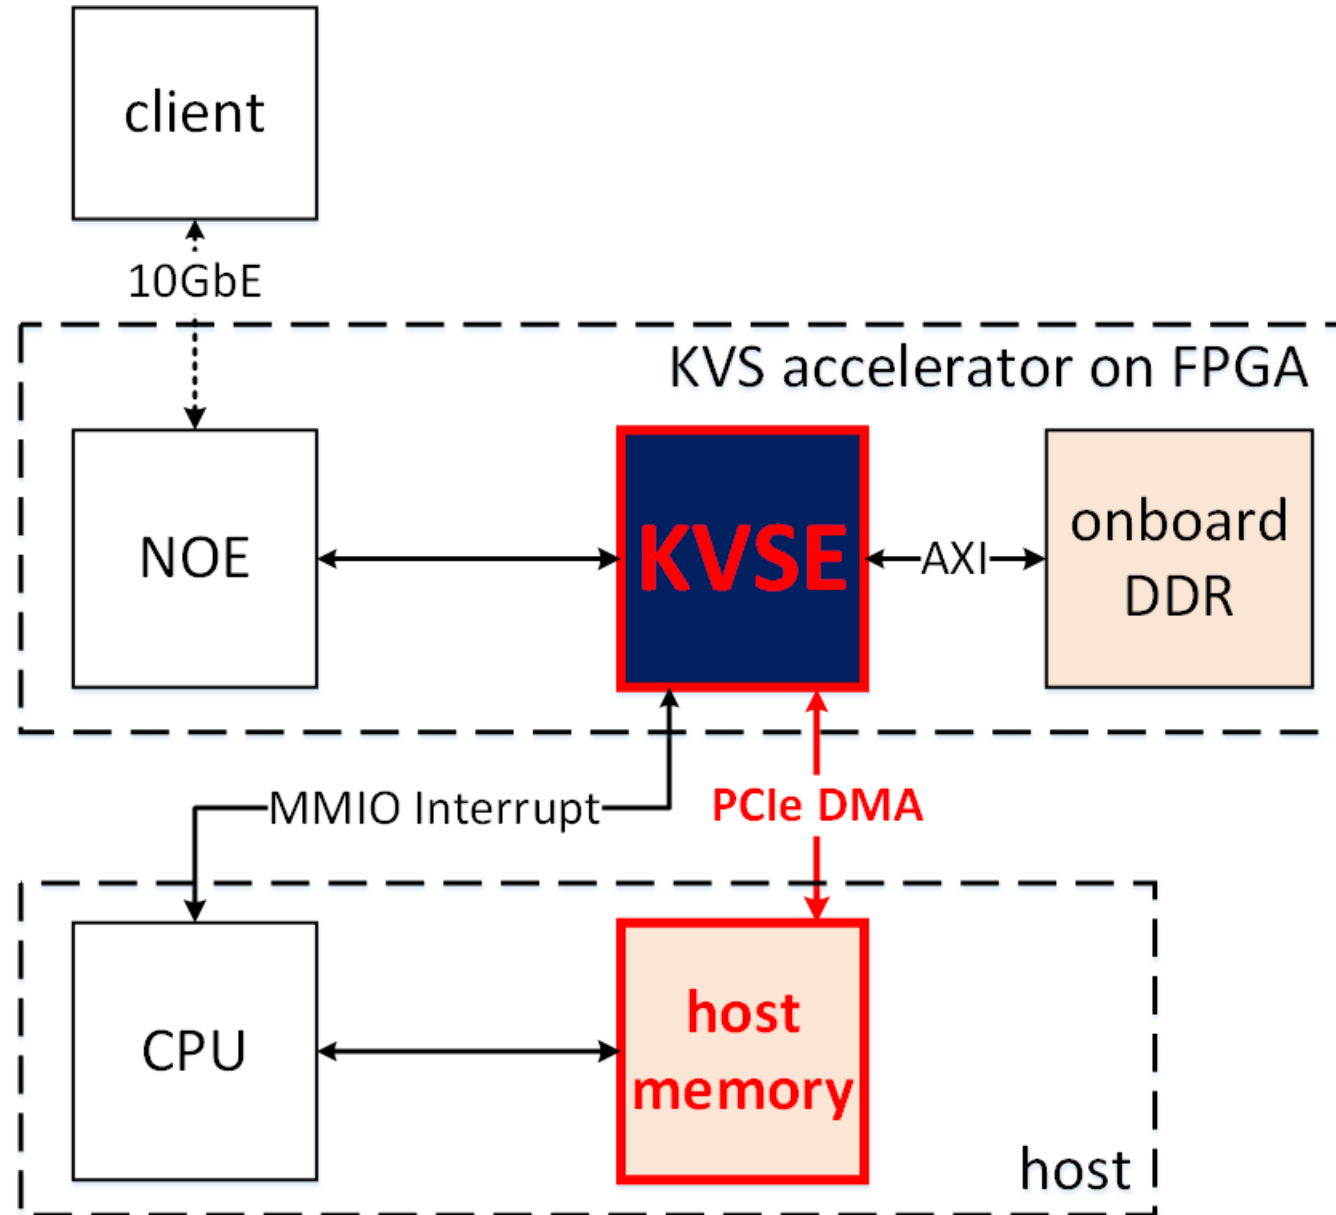 client
10GbE
KVS accelerator on FPGA
NOE
KVSE
AXI
onboard
DDR
MMIO Interrupt
PCIe DMA
CPU
host
memory
host